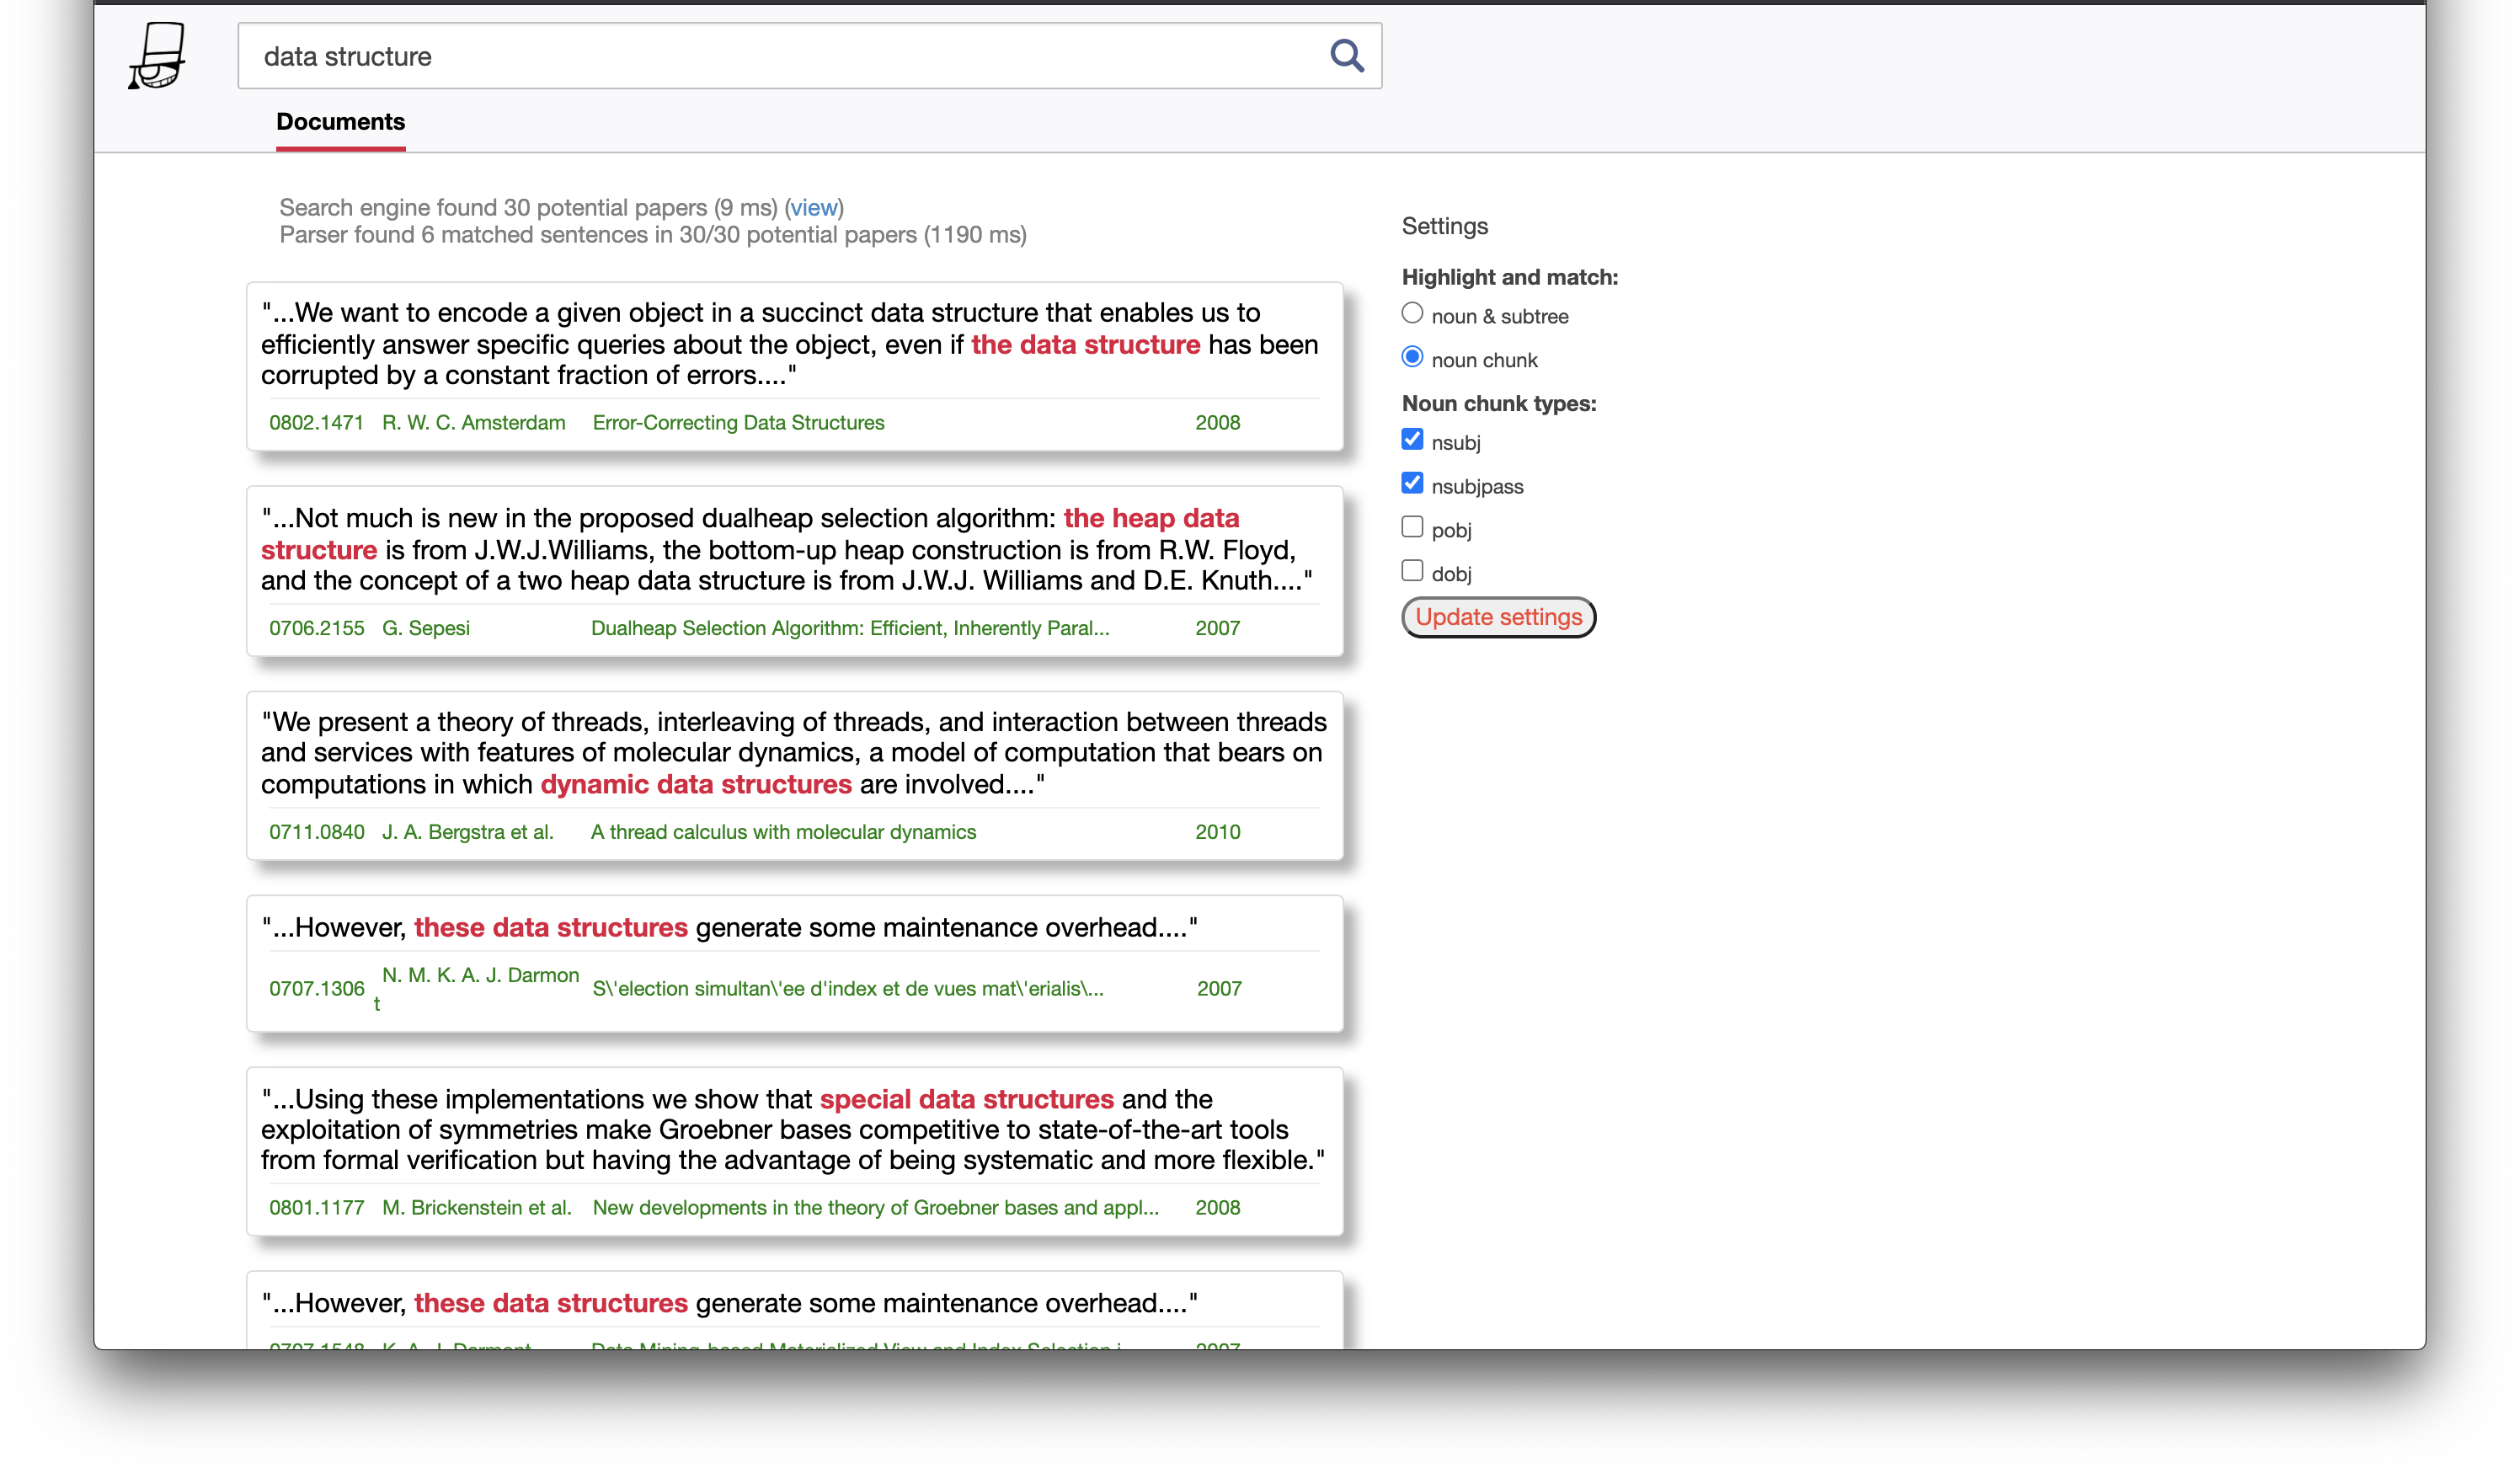 data structure
Documents
Search engine found 30 potential papers (9 ms) (view)
Parser found 6 matched sentences in 30/30 potential papers (1190 ms)
"...We want to encode a given object in a succinct data structure that enables us to
efficiently answer specific queries about the object, even if the data structure has been
corrupted by a constant fraction of errors...."
0802.1471 R. W. C. Amsterdam Error-Correcting Data Structures 2008
"...Not much is new in the proposed dualheap selection algorithm: the heap data
structure is from J.W.J.Williams, the bottom-up heap construction is from R.W. Floyd,
and the concept of a two heap data structure is from J.W.J. Williams and D.E. Knuth...."
0706.2155 G. Sepesi Dualheap Selection Algorithm: Efficient, Inherently Paral... 2007
"We present a theory of threads, interleaving of threads, and interaction between threads
and services with features of molecular dynamics, a model of computation that bears on
computations in which dynamic data structures are involved...."
0711.0840 J. A. Bergstra et al. A thread calculus with molecular dynamics 2010
"...However, these data structures generate some maintenance overhead...."
0707.1306 N. M. K. A. J. Darmon
t S\'election simultan\'ee d'index et de vues mat\'erialis\... 2007
"...Using these implementations we show that special data structures and the
exploitation of symmetries make Groebner bases competitive to state-of-the-art tools
from formal verification but having the advantage of being systematic and more flexible."
0801.1177 M. Brickenstein et al. New developments in the theory of Groebner bases and appl... 2008
"...However, these data structures generate some maintenance overhead...."
0707.1548 K. A. J. Darmont Data Mining-based Materialized View and Index Selection i... 2007
Settings
Highlight and match:
noun & subtree
noun chunk
Noun chunk types:
nsubj
nsubjpass
pobj
dobj
Update settings